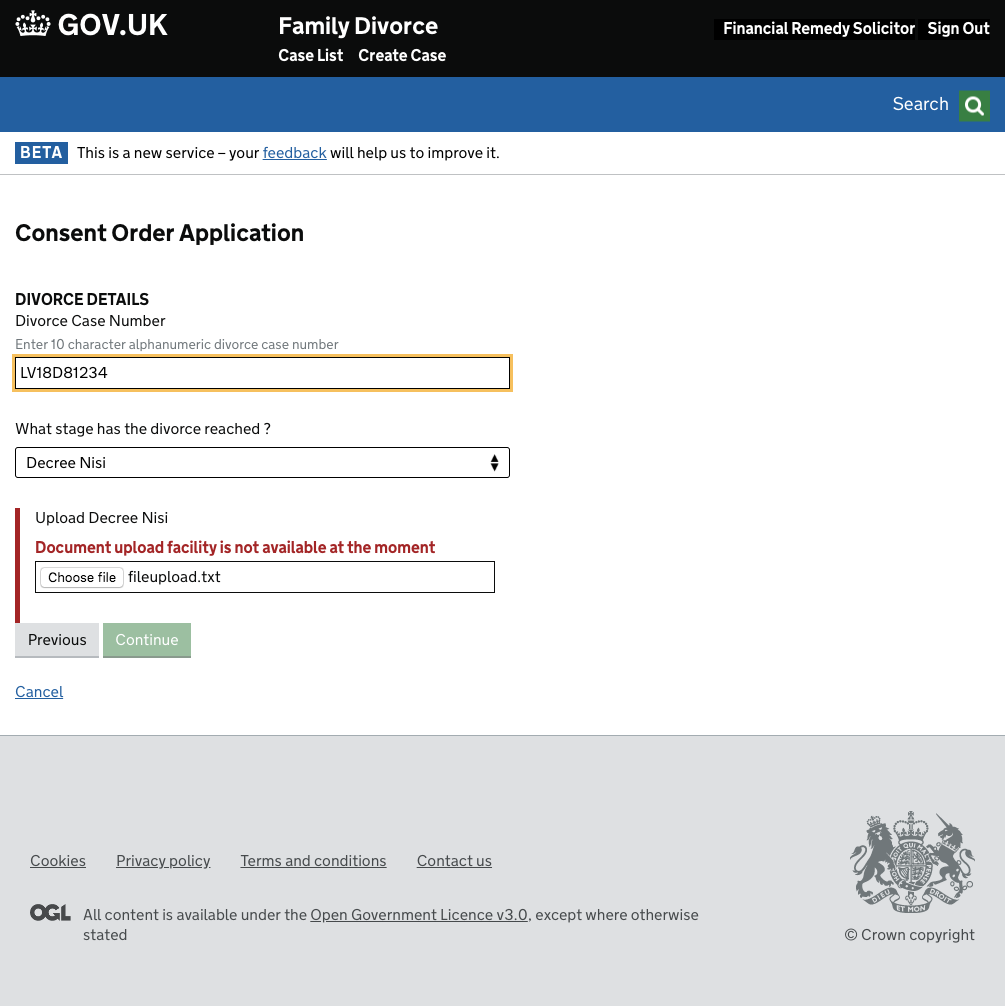 GOV.UK
Family Divorce
Case List Create Case
Financial Remedy Solicitor Sign Out
Search
BETA This is a new service – your feedback will help us to improve it.
Consent Order Application
DIVORCE DETAILS
Divorce Case Number
Enter 10 character alphanumeric divorce case number
LV18D81234
What stage has the divorce reached ?
Decree Nisi
Upload Decree Nisi
Document upload facility is not available at the moment
Choose file fileupload.txt
Previous Continue
Cancel
Cookies Privacy policy Terms and conditions Contact us
OGL All content is available under the Open Government Licence v3.0, except where otherwise
stated
© Crown copyright